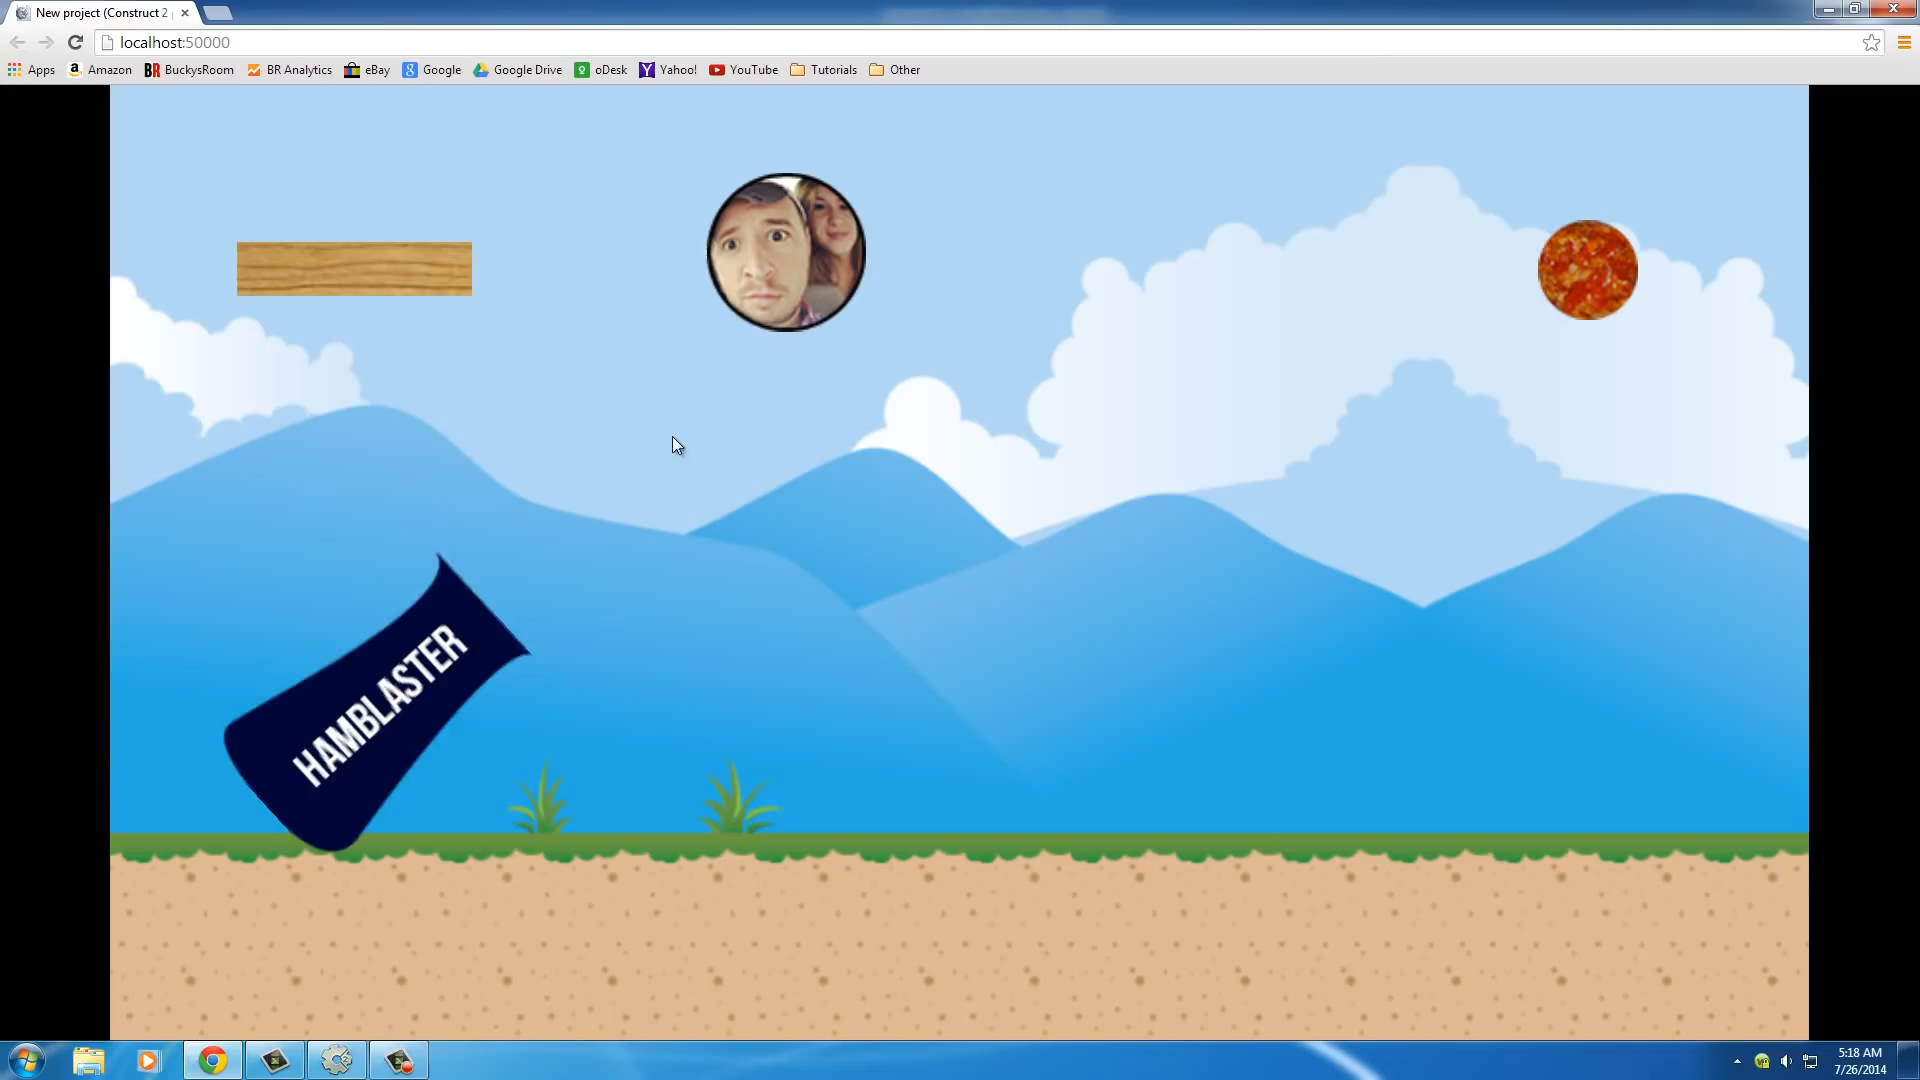 New project (Construct 2
localhost:50000
Apps Amazon BuckysRoom BR Analytics eBay Google Google Drive oDesk Yahoo! YouTube Tutorials Other
HAMBLASTER
5:18 AM
7/26/2014